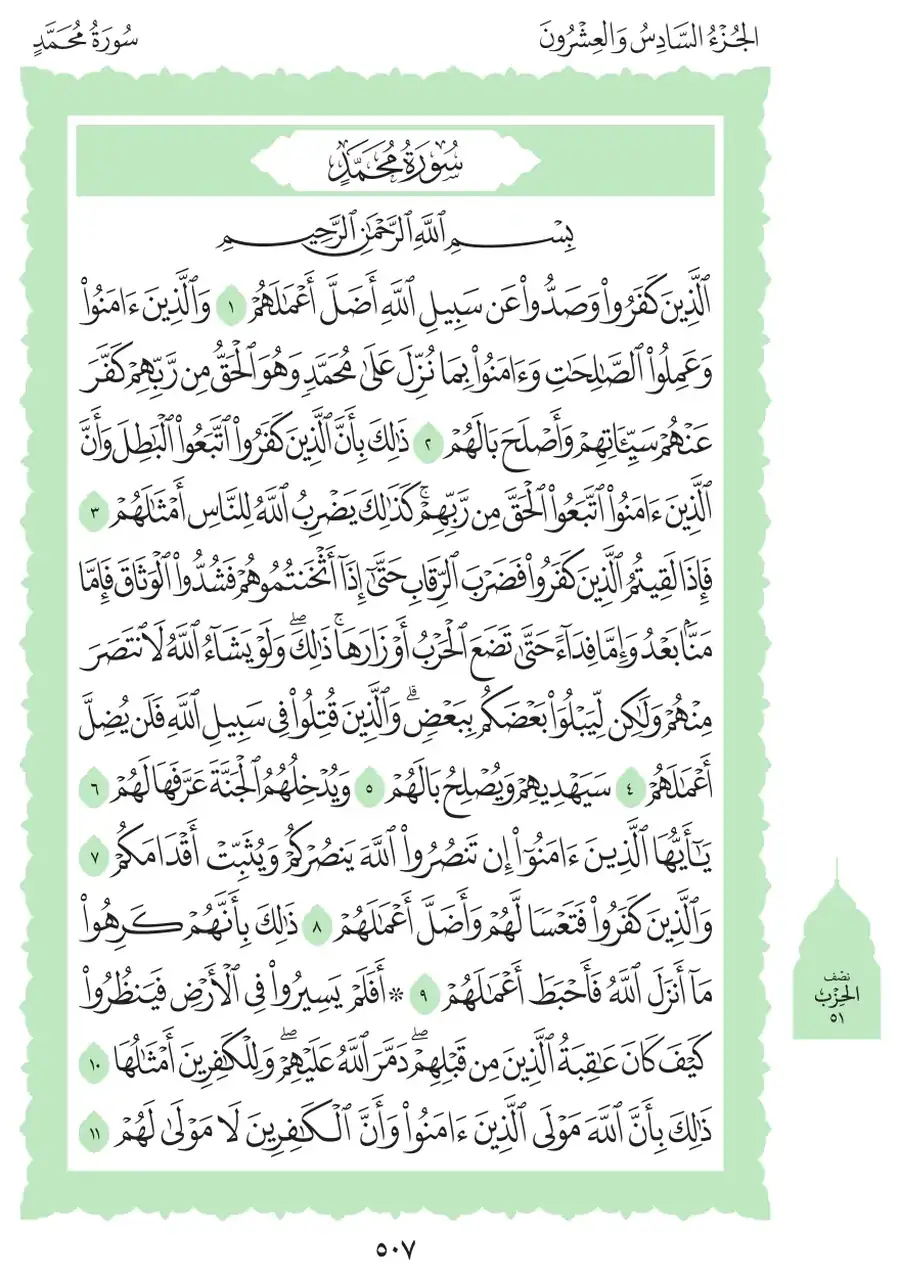 الجُزْءُ السَّادِسُ وَالعِشْرُونَ
سُورَةُ مُحَمَّدٍ
سُورَةُ مُحَمَّدٍ
بِسْمِ ٱللَّهِ ٱلرَّحْمَٰنِ ٱلرَّحِيمِ
ٱلَّذِينَ كَفَرُواْ وَصَدُّواْ عَن سَبِيلِ ٱللَّهِ أَضَلَّ أَعْمَٰلَهُمْ ١ وَٱلَّذِينَ ءَامَنُواْ
وَعَمِلُواْ ٱلصَّٰلِحَٰتِ وَءَامَنُواْ بِمَا نُزِّلَ عَلَىٰ مُحَمَّدٖ وَهُوَ ٱلْحَقُّ مِن رَّبِّهِمْ كَفَّرَ
عَنْهُمْ سَيِّـَٔاتِهِمْ وَأَصْلَحَ بَالَهُمْ ٢ ذَٰلِكَ بِأَنَّ ٱلَّذِينَ كَفَرُواْ ٱتَّبَعُواْ ٱلْبَٰطِلَ وَأَنَّ
ٱلَّذِينَ ءَامَنُواْ ٱتَّبَعُواْ ٱلْحَقَّ مِن رَّبِّهِمْۚ كَذَٰلِكَ يَضْرِبُ ٱللَّهُ لِلنَّاسِ أَمْثَٰلَهُمْ ٣
فَإِذَا لَقِيتُمُ ٱلَّذِينَ كَفَرُواْ فَضَرْبَ ٱلرِّقَابِ حَتَّىٰٓ إِذَآ أَثْخَنتُمُوهُمْ فَشُدُّواْ ٱلْوَثَاقَ فَإِمَّا
مَنَّۢا بَعْدُ وَإِمَّا فِدَآءً حَتَّىٰ تَضَعَ ٱلْحَرْبُ أَوْزَارَهَاۚ ذَٰلِكَۖ وَلَوْ يَشَآءُ ٱللَّهُ لَٱنتَصَرَ
مِنْهُمْ وَلَٰكِن لِّيَبْلُوَاْ بَعْضَكُم بِبَعْضٖۗ وَٱلَّذِينَ قُتِلُواْ فِي سَبِيلِ ٱللَّهِ فَلَن يُضِلَّ
أَعْمَٰلَهُمْ ٤ سَيَهْدِيهِمْ وَيُصْلِحُ بَالَهُمْ ٥ وَيُدْخِلُهُمُ ٱلْجَنَّةَ عَرَّفَهَا لَهُمْ ٦
يَٰٓأَيُّهَا ٱلَّذِينَ ءَامَنُوٓاْ إِن تَنصُرُواْ ٱللَّهَ يَنصُرْكُمْ وَيُثَبِّتْ أَقْدَامَكُمْ ٧
وَٱلَّذِينَ كَفَرُواْ فَتَعْسٗا لَّهُمْ وَأَضَلَّ أَعْمَٰلَهُمْ ٨ ذَٰلِكَ بِأَنَّهُمْ كَرِهُواْ
مَآ أَنزَلَ ٱللَّهُ فَأَحْبَطَ أَعْمَٰلَهُمْ ٩ * أَفَلَمْ يَسِيرُواْ فِي ٱلْأَرْضِ فَيَنظُرُواْ
كَيْفَ كَانَ عَٰقِبَةُ ٱلَّذِينَ مِن قَبْلِهِمْۖ دَمَّرَ ٱللَّهُ عَلَيْهِمْۖ وَلِلْكَٰفِرِينَ أَمْثَٰلُهَا ١٠
ذَٰلِكَ بِأَنَّ ٱللَّهَ مَوْلَى ٱلَّذِينَ ءَامَنُواْ وَأَنَّ ٱلْكَٰفِرِينَ لَا مَوْلَىٰ لَهُمْ ١١
نصف
الحِزْب
٥١
٥٠٧